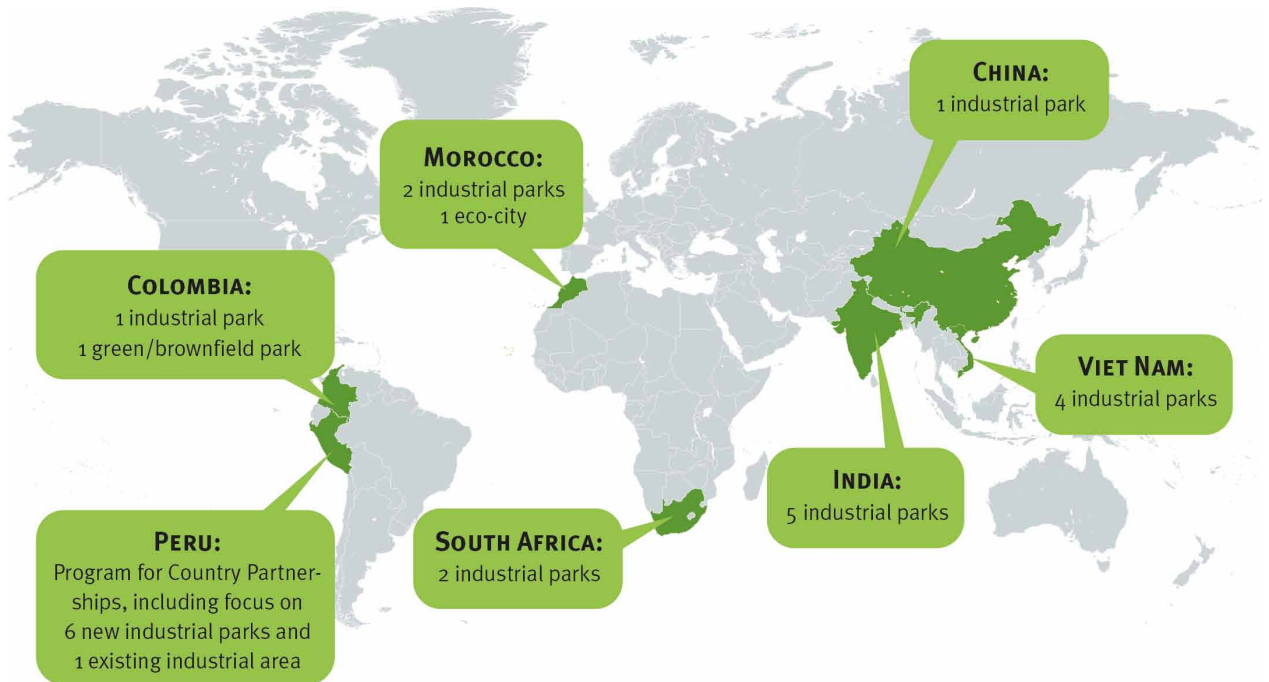 CHINA:
1 industrial park
MOROCCO:
2 industrial parks
1 eco-city
COLOMBIA:
1 industrial park
1 green/brownfield park
VIET NAM:
4 industrial parks
INDIA:
5 industrial parks
SOUTH AFRICA:
2 industrial parks
PERU:
Program for Country Partner-
ships, including focus on
6 new industrial parks and
1 existing industrial area